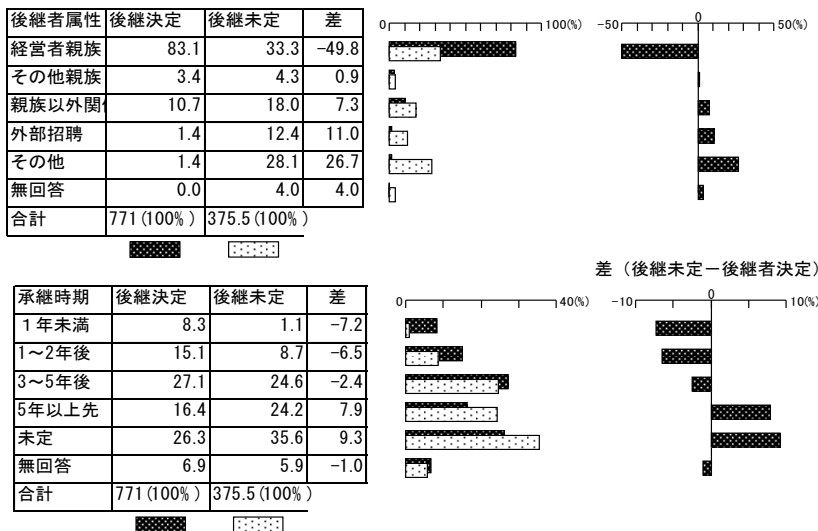 後継者属性 後継決定 後継未定 差
0 100(%) -50 0 50(%)
経営者親族 83.1 33.3 -49.8
その他親族 3.4 4.3 0.9
親族以外関 10.7 18.0 7.3
外部招聘 1.4 12.4 11.0
その他 1.4 28.1 26.7
無回答 0.0 4.0 4.0
合計 771(100%) 375.5(100%)
差（後継未定－後継者決定）
承継時期 後継決定 後継未定 差
0 40(%) -10 0 10(%)
１年未満 8.3 1.1 -7.2
1～2年後 15.1 8.7 -6.5
3～5年後 27.1 24.6 -2.4
5年以上先 16.4 24.2 7.9
未定 26.3 35.6 9.3
無回答 6.9 5.9 -1.0
合計 771(100%) 375.5(100%)